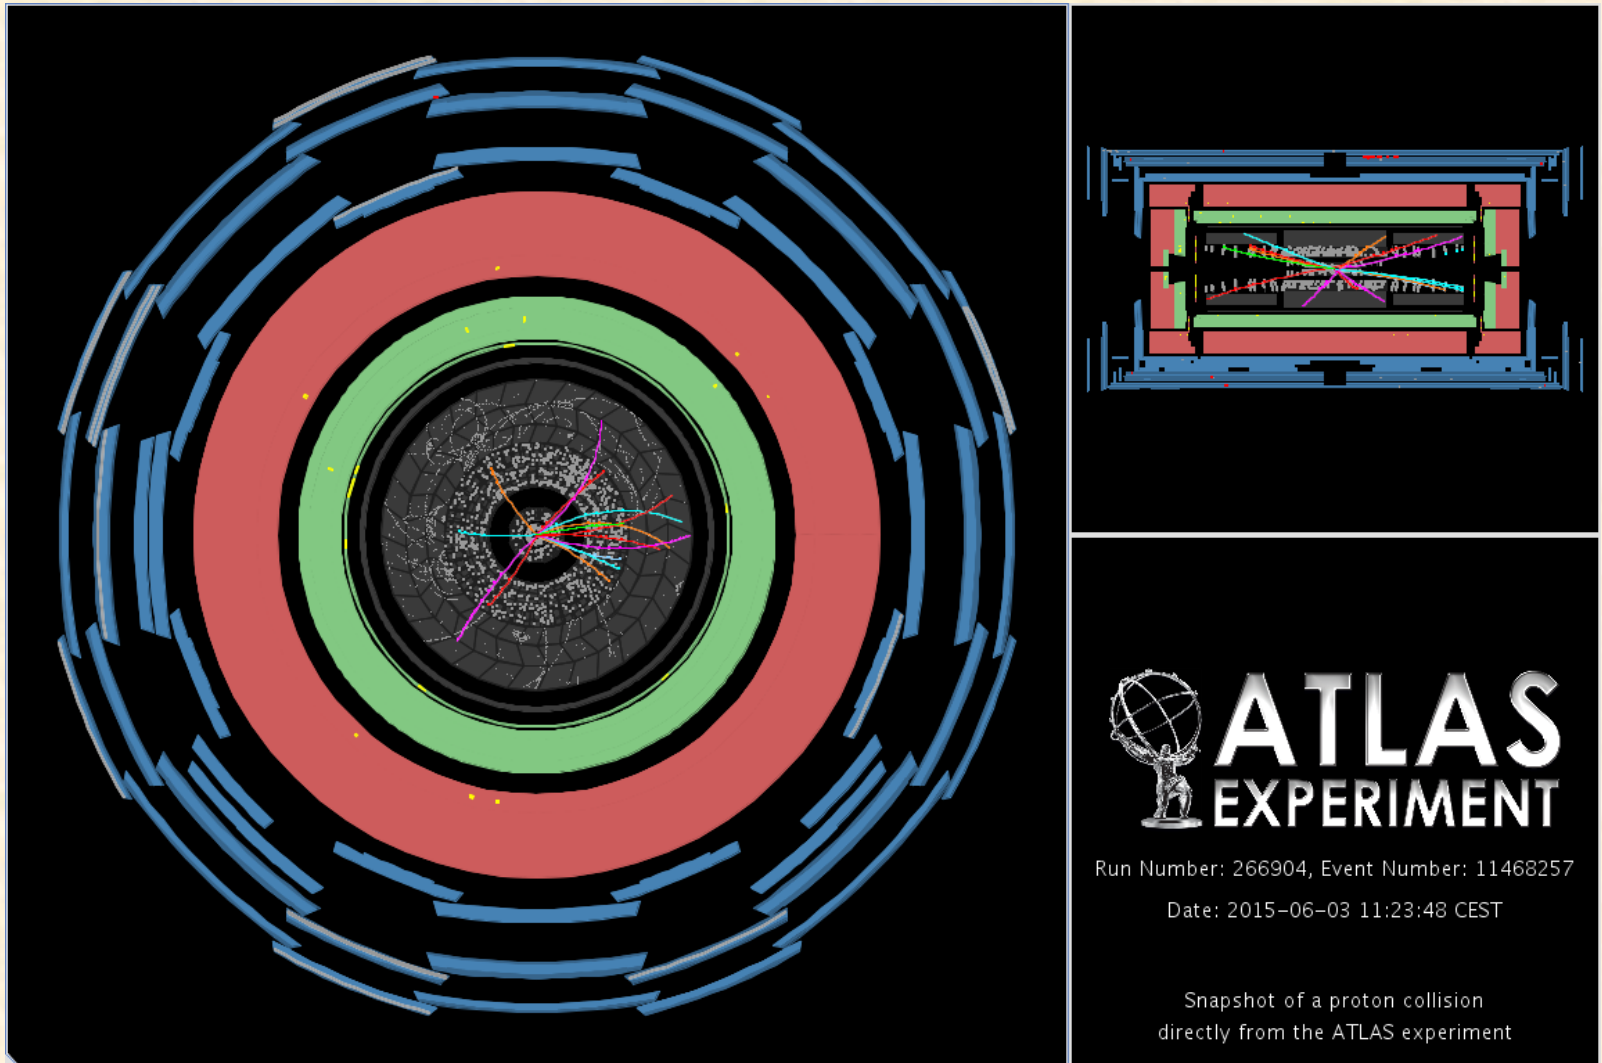 ATLAS
EXPERIMENT
Run Number: 266904, Event Number: 11468257
Date: 2015-06-03 11:23:48 CEST
Snapshot of a proton collision
directly from the ATLAS experiment